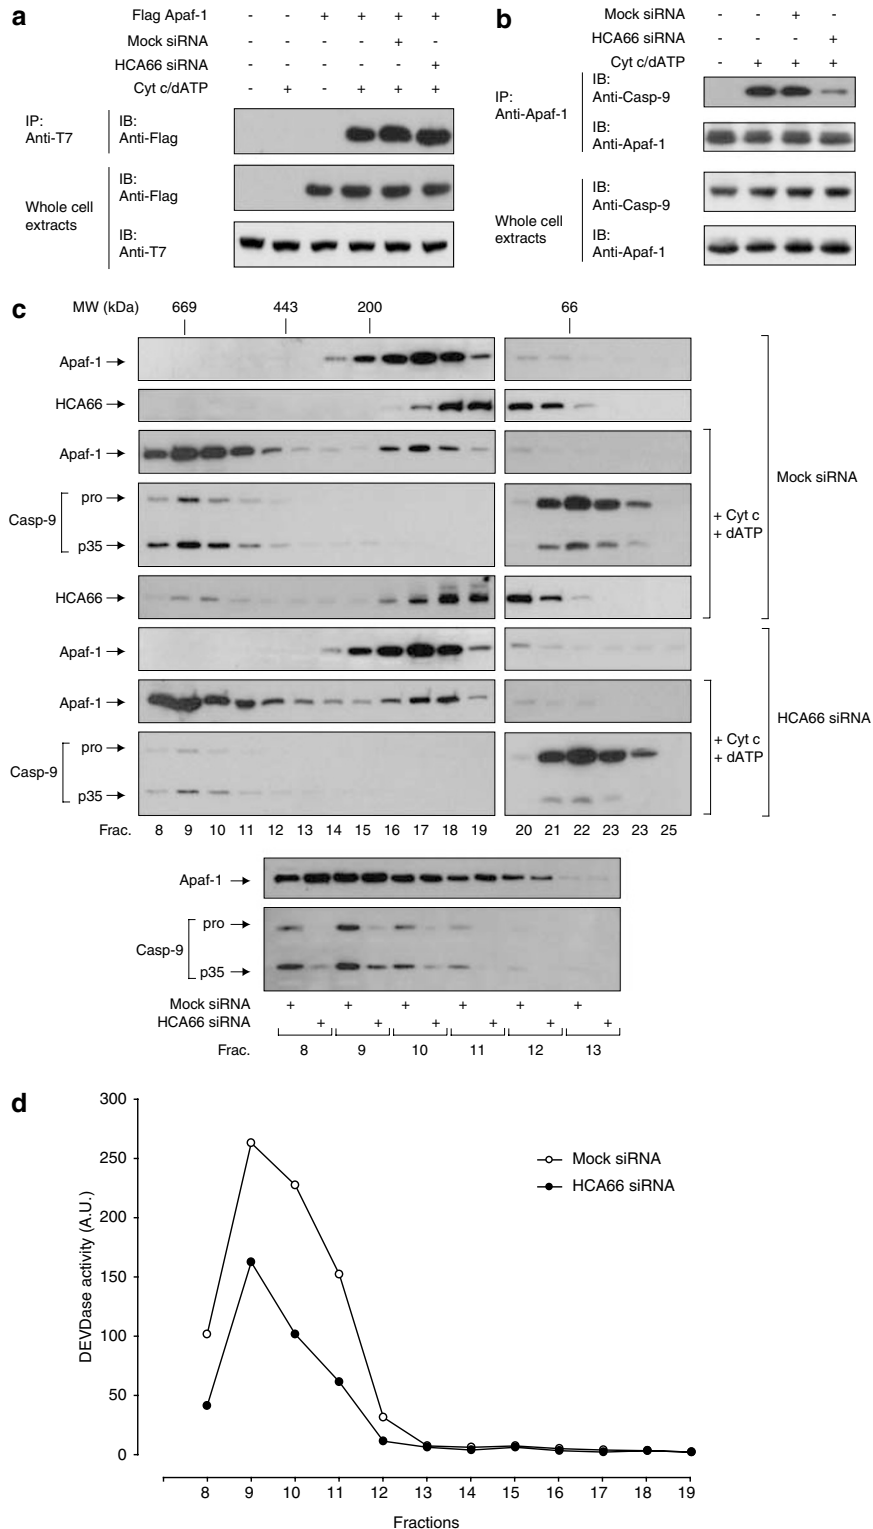 a
Flag Apaf-1 - - + + + +
Mock siRNA - - - - + -
HCA66 siRNA - - - - - +
Cyt c/dATP - + - + + +
IP:
Anti-T7
IB:
Anti-Flag
Whole cell
extracts
IB:
Anti-Flag
IB:
Anti-T7
b
Mock siRNA - - + -
HCA66 siRNA - - - +
Cyt c/dATP - + + +
IP:
Anti-Apaf-1
IB:
Anti-Casp-9
IB:
Anti-Apaf-1
Whole cell
extracts
IB:
Anti-Casp-9
IB:
Anti-Apaf-1
c
MW (kDa) 669 443 200 66
Apaf-1
HCA66
Apaf-1
Casp-9
pro
p35
HCA66
+ Cyt c
+ dATP
Mock siRNA
Apaf-1
Apaf-1
Casp-9
pro
p35
+ Cyt c
+ dATP
HCA66 siRNA
Frac. 8 9 10 11 12 13 14 15 16 17 18 19 20 21 22 23 23 25
Apaf-1
Casp-9
pro
p35
Mock siRNA + + + + + +
HCA66 siRNA + + + + + +
Frac. 8 9 10 11 12 13
d
300
250
200
150
100
50
0
DEVDase activity (A.U.)
Mock siRNA
HCA66 siRNA
8 9 10 11 12 13 14 15 16 17 18 19
Fractions